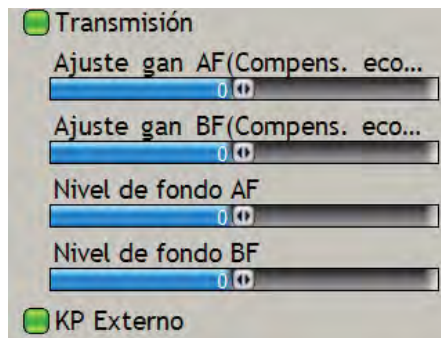 Transmisión
Ajuste gan AF(Compens. eco...
0
Ajuste gan BF(Compens. eco...
0
Nivel de fondo AF
0
Nivel de fondo BF
0
KP Externo